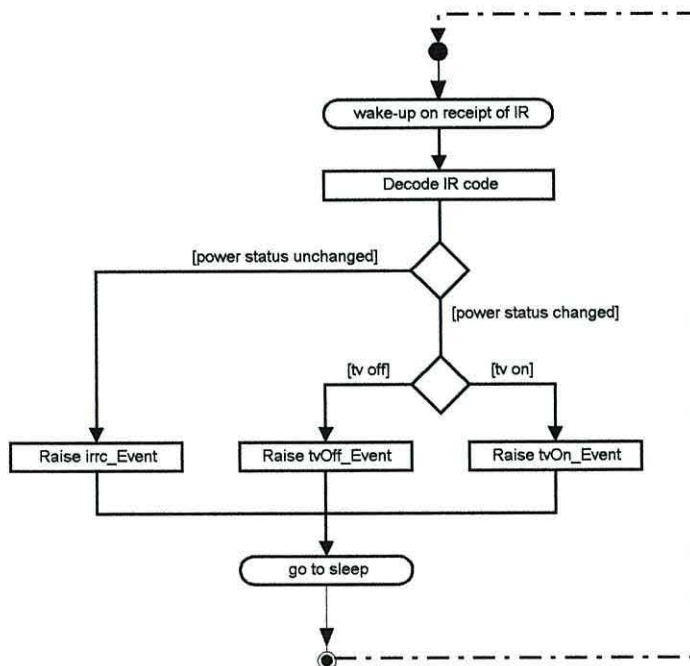 wake-up on receipt of IR
Decode IR code
[power status unchanged]
[power status changed]
[tv off]
[tv on]
Raise irrc_Event
Raise tvOff_Event
Raise tvOn_Event
go to sleep